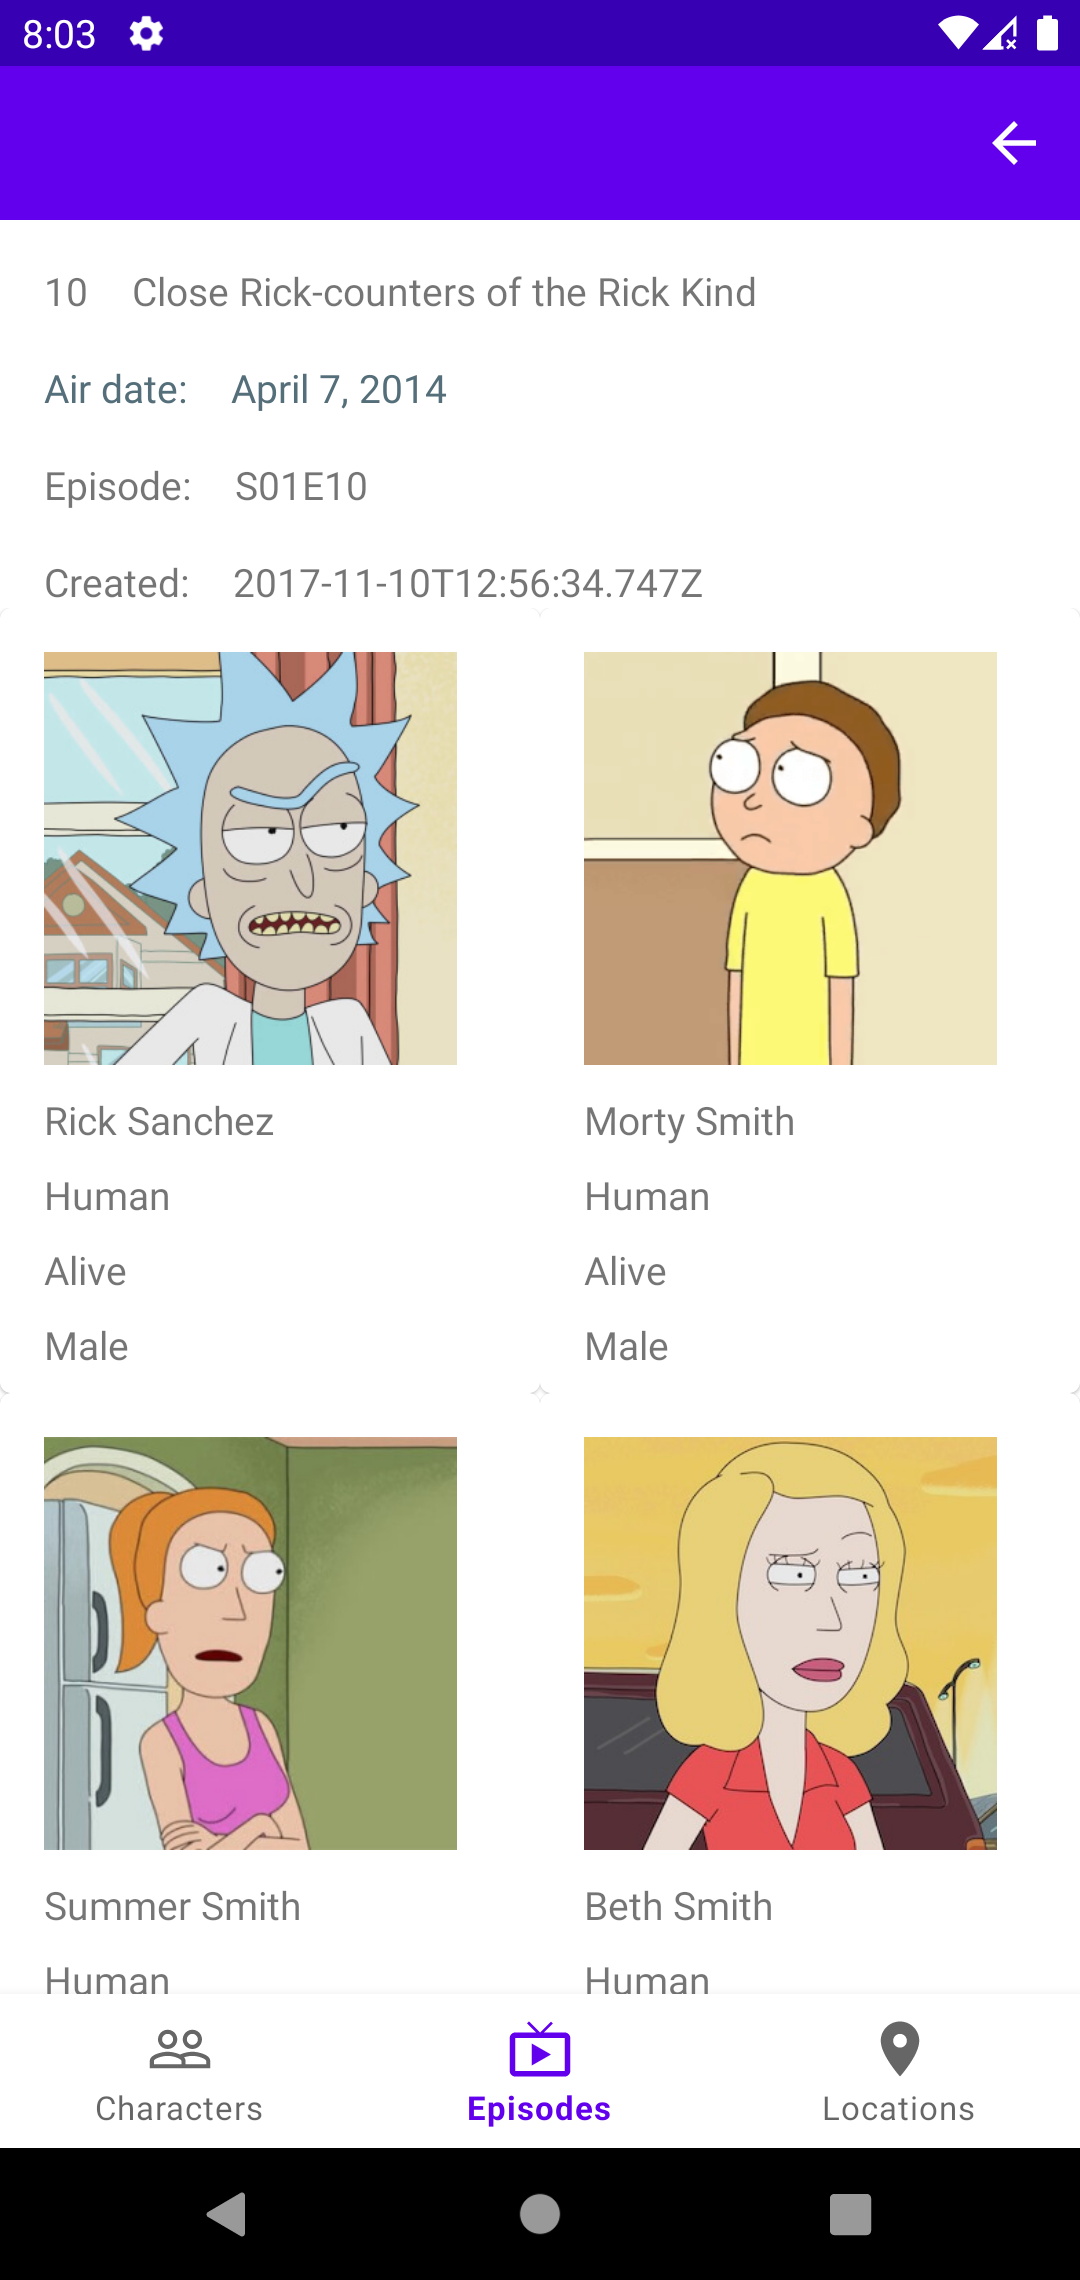 8:03
10 Close Rick-counters of the Rick Kind
Air date: April 7, 2014
Episode: S01E10
Created: 2017-11-10T12:56:34.747Z
Rick Sanchez
Human
Alive
Male
Morty Smith
Human
Alive
Male
Summer Smith
Human
Beth Smith
Human
Characters
Episodes
Locations